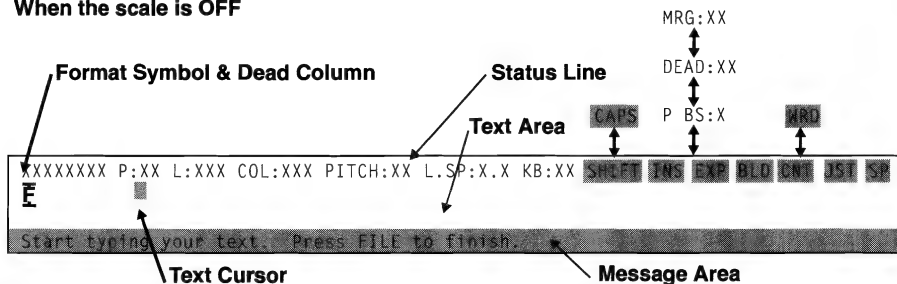 When the scale is OFF
MRG:XX
DEAD:XX
Format Symbol & Dead Column
Status Line
CAPS P BS:X WRD
Text Area
XXXXXXXX P:XX L:XXX COL:XXX PITCH:XX L.SP:X.X KB:XX SHIFT INS EXP BLD CNT JST SP
F
Start typing your text. Press FILE to finish.
Text Cursor
Message Area